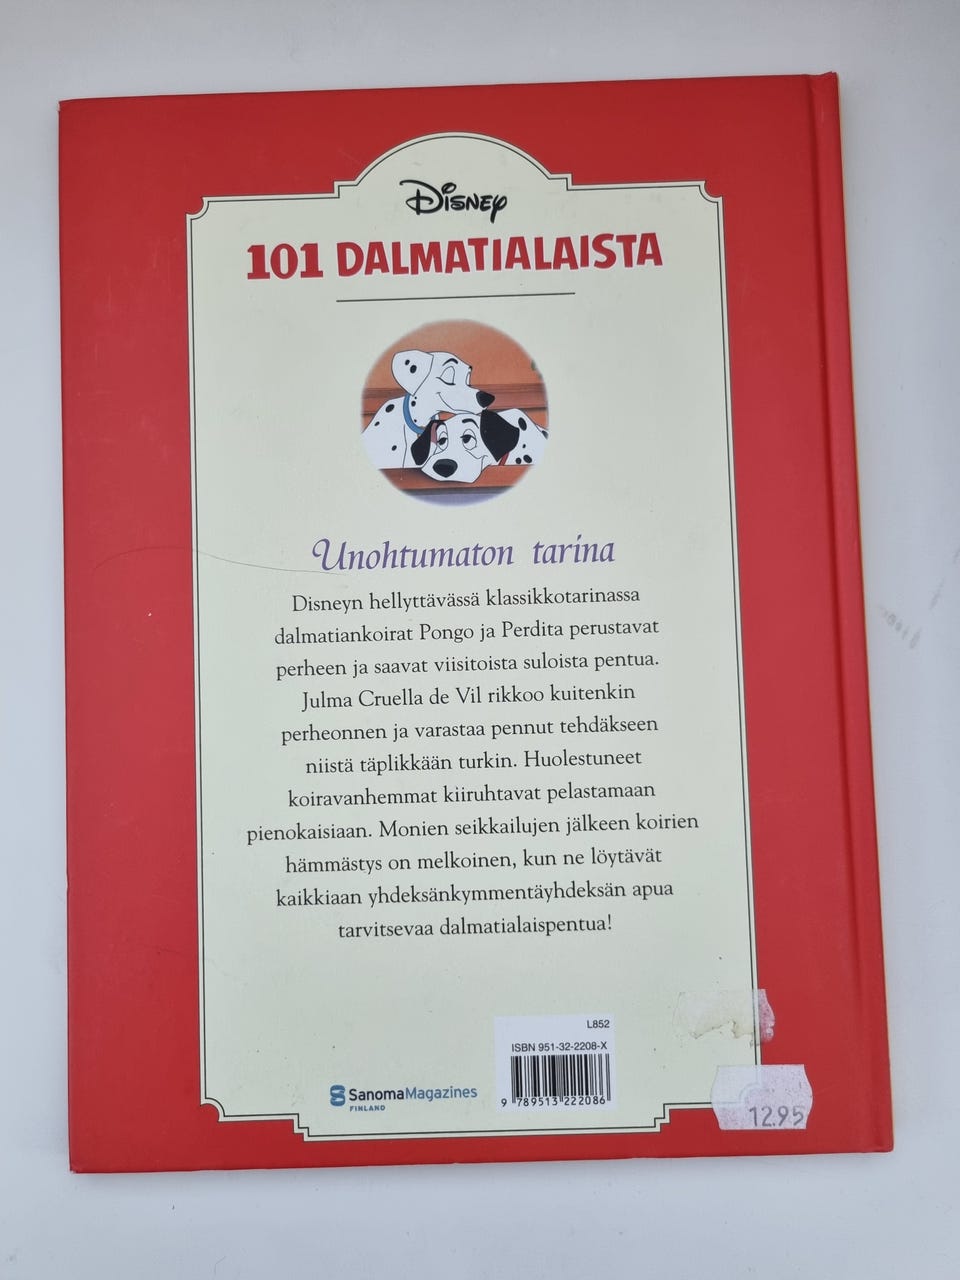 Disney
101 DALMATIALAISTA
Unohtumaton tarina
Disneyn hellyttävässä klassikkotarinassa
dalmatiankoirat Pongo ja Perdita perustavat
perheen ja saavat viisitoista suloista pentua.
Julma Cruella de Vil rikkoo kuitenkin
perheonnen ja varastaa pennut tehdäkseen
niistä täplikkään turkin. Huolestuneet
koiravanhemmat kiiruhtavat pelastamaan
pienokaisiaan. Monien seikkailujen jälkeen koirien
hämmästys on melkoinen, kun ne löytävät
kaikkiaan yhdeksänkymmentäyhdeksän apua
tarvitsevaa dalmatialaispentua!
L852
ISBN 951-32-2208-X
9 789513 222086
SanomaMagazines
FINLAND
12.95